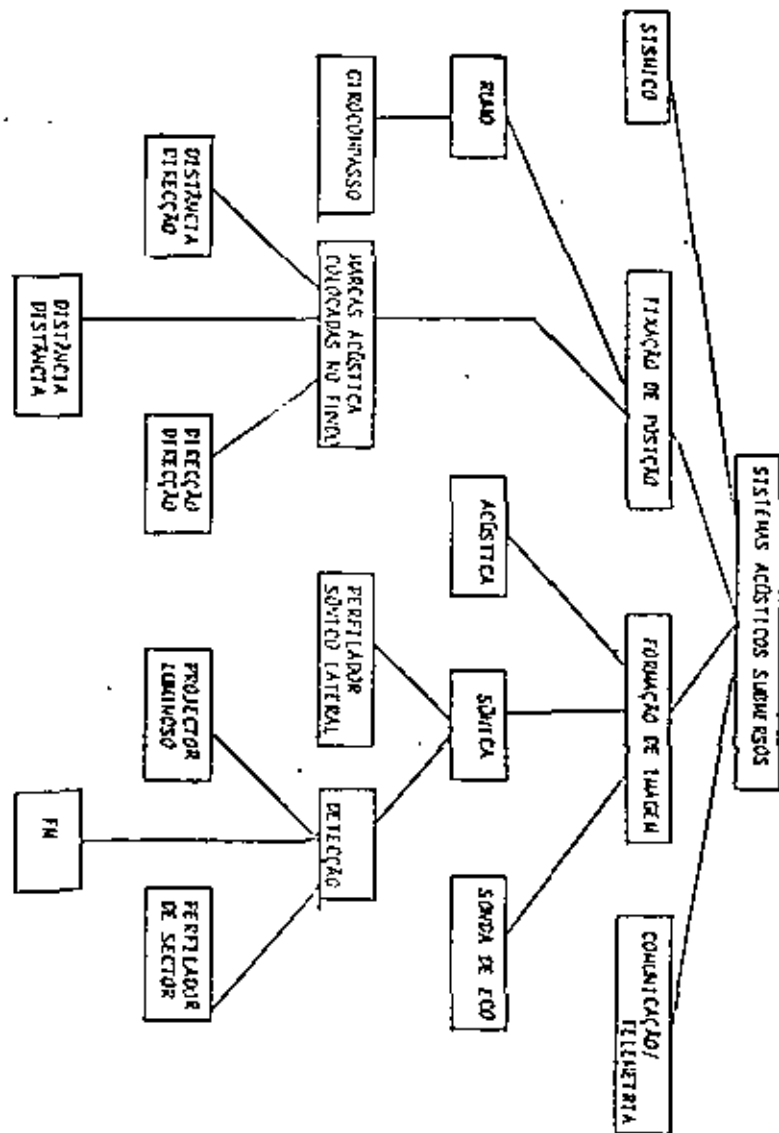 SISTEMAS ACÚSTICOS SUBMERSOS
SÍSMICO
FIXAÇÃO DE POSIÇÃO
FORMAÇÃO DE IMAGEM
COMUNICAÇÃO/
TELEMETRIA
RUMO
ACÚSTICA
SÓNICA
SONDA DE ECO
GIROCOMPASSO
MARCAS ACÚSTICA
COLOCADAS NO FUNDO
PERFILADOR
SÓNICO LATERAL
DETECÇÃO
DISTÂNCIA
DIRECÇÃO
DIRECÇÃO
DIRECÇÃO
PROJECTOR
LUMINOSO
PERFILADOR
DE SECTOR
DISTÂNCIA
DISTÂNCIA
FM